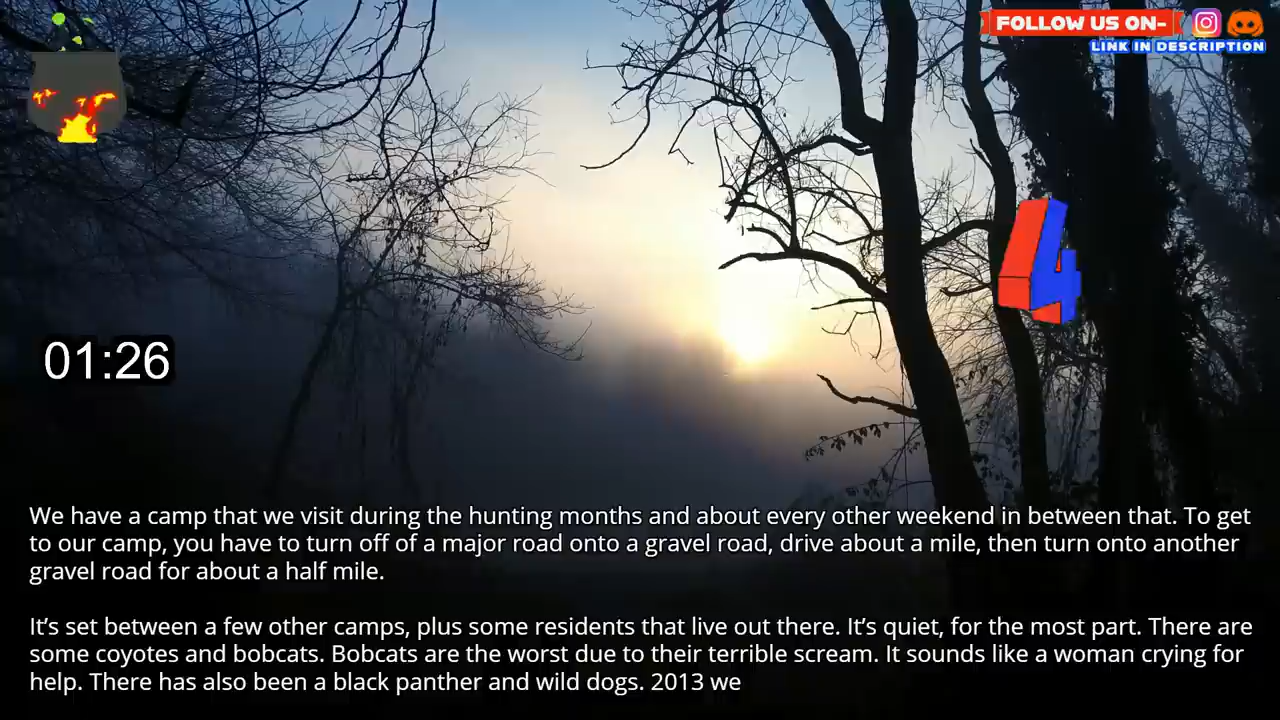 FOLLOW US ON-
LINK IN DESCRIPTION
4
01:26
We have a camp that we visit during the hunting months and about every other weekend in between that. To get
to our camp, you have to turn off of a major road onto a gravel road, drive about a mile, then turn onto another
gravel road for about a half mile.
It’s set between a few other camps, plus some residents that live out there. It’s quiet, for the most part. There are
some coyotes and bobcats. Bobcats are the worst due to their terrible scream. It sounds like a woman crying for
help. There has also been a black panther and wild dogs. 2013 we